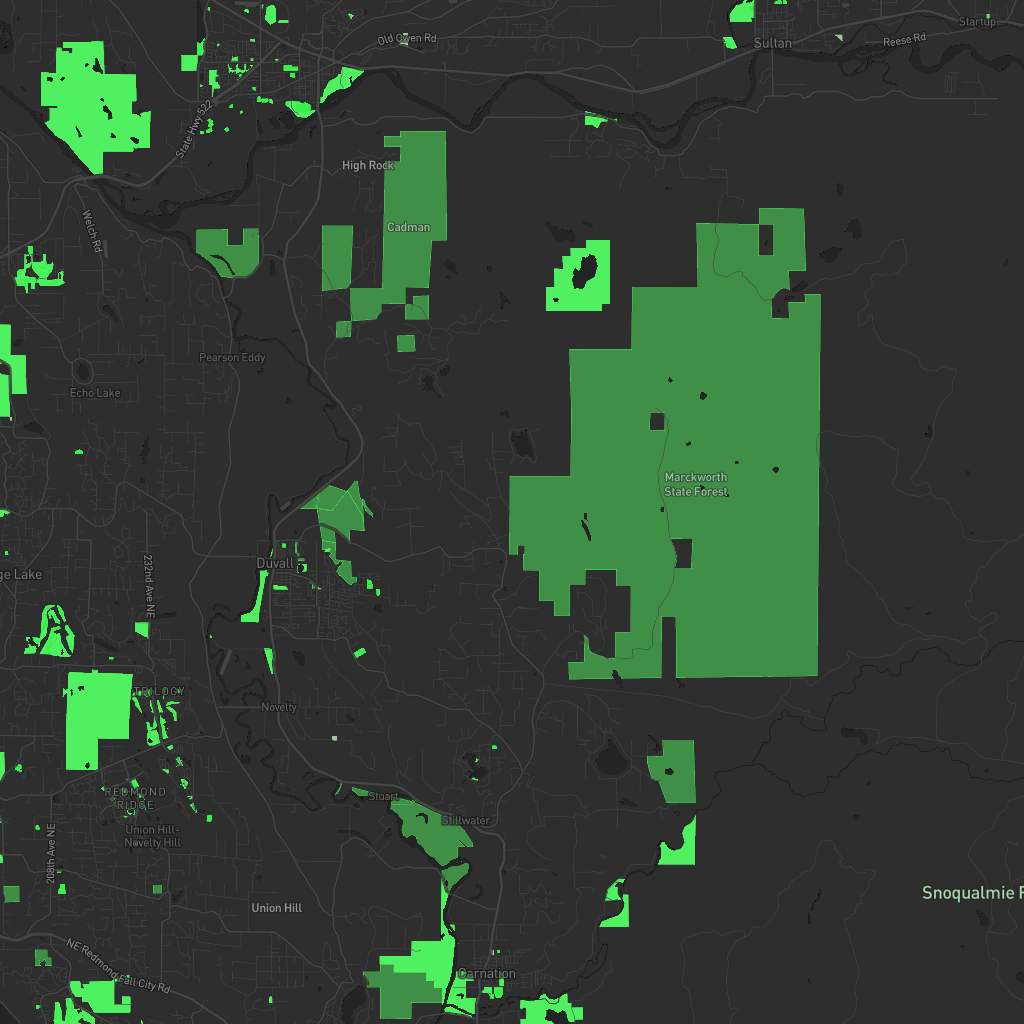 Startup
Old Owen Rd
Reese Rd
Sultan
State Hwy 522
High Rock
Welch Rd
Cadman
Pearson Eddy
Echo Lake
Marckworth
State Forest
Duvall
ge Lake
232nd Ave NE
TRILOGY
Novelty
REDMOND
RIDGE
Stuart
Stillwater
Union Hill-
Novelty Hill
208th Ave NE
Snoqualmie F
Union Hill
NE Redmond Fall City Rd
Carnation